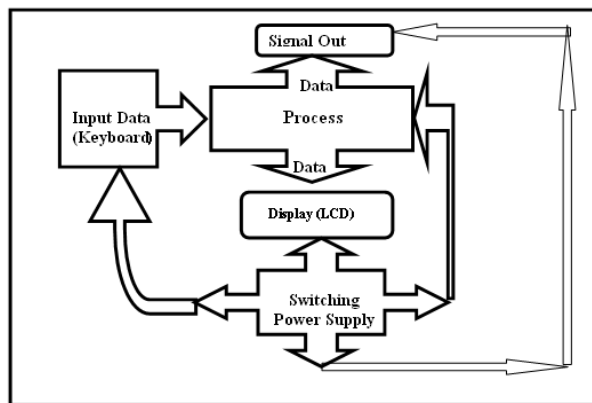 Signal Out
Data
Input Data
(Keyboard)
Process
Data
Display (LCD)
Switching
Power Supply